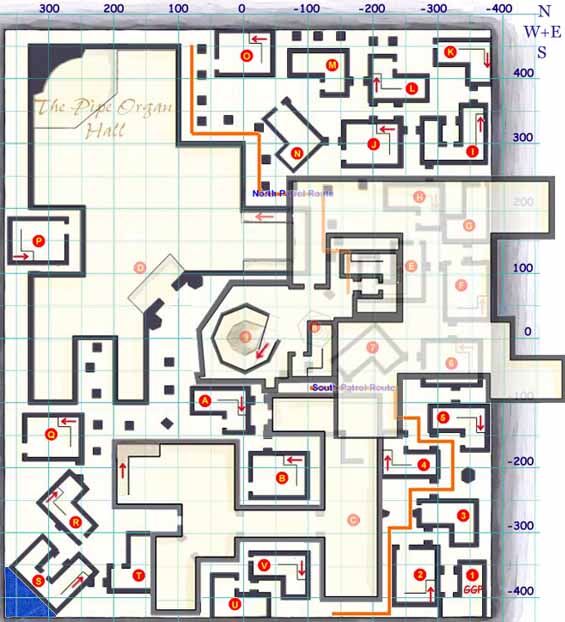 300 200 100 0 -100 -200 -300 -400 N
W+E
S
O
K
M
400
L
The Pipe Organ
Hall
300
J
I
N
North Patrol Route
H
200
G
P
D
E
100
F
0
7
6
-100
South Patrol Route
A
5
Q
4
-200
B
R
3
C
-300
V
S
T
2
1
GGP
-400
U